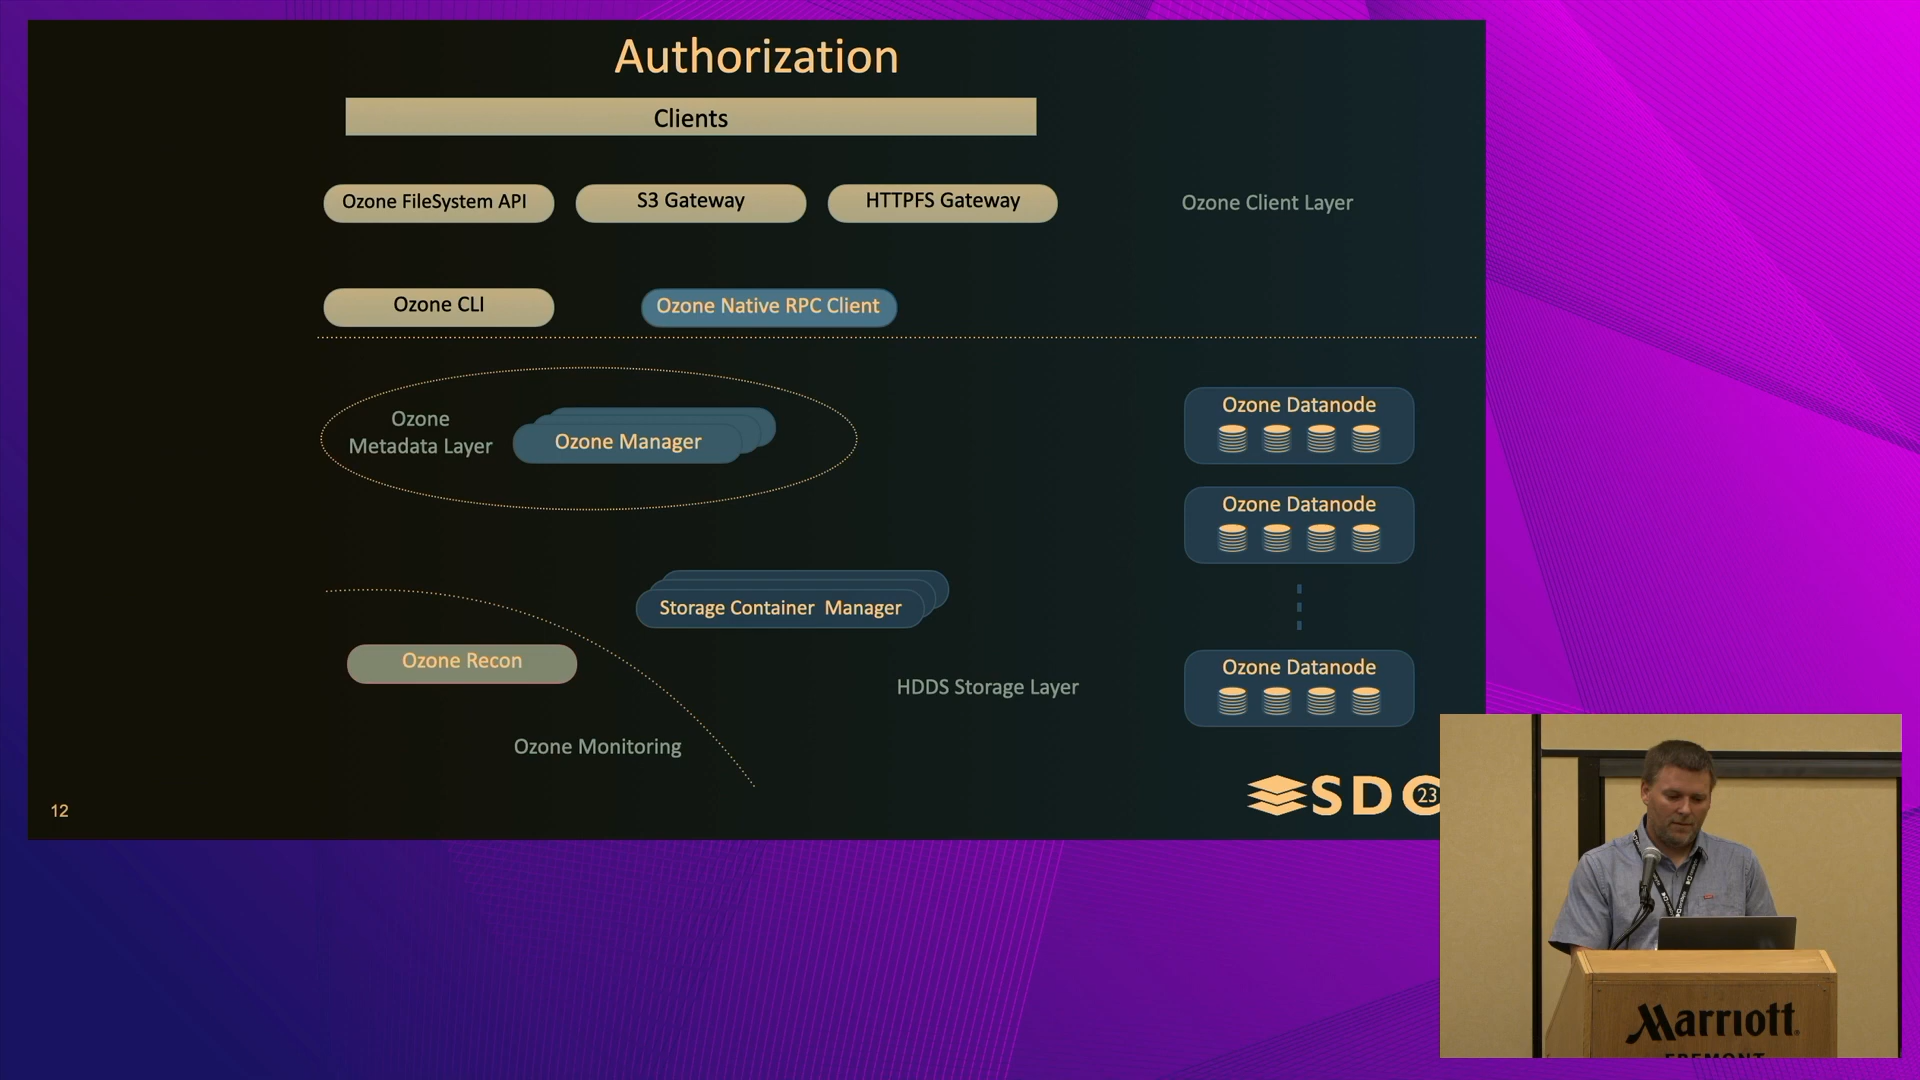 Authorization
Clients
Ozone FileSystem API
S3 Gateway
HTTPFS Gateway
Ozone Client Layer
Ozone CLI
Ozone Native RPC Client
Ozone
Metadata Layer
Ozone Manager
Ozone Datanode
Ozone Datanode
Storage Container Manager
Ozone Recon
Ozone Datanode
HDDS Storage Layer
Ozone Monitoring
12
SDC
23
Marriott
FREMONT